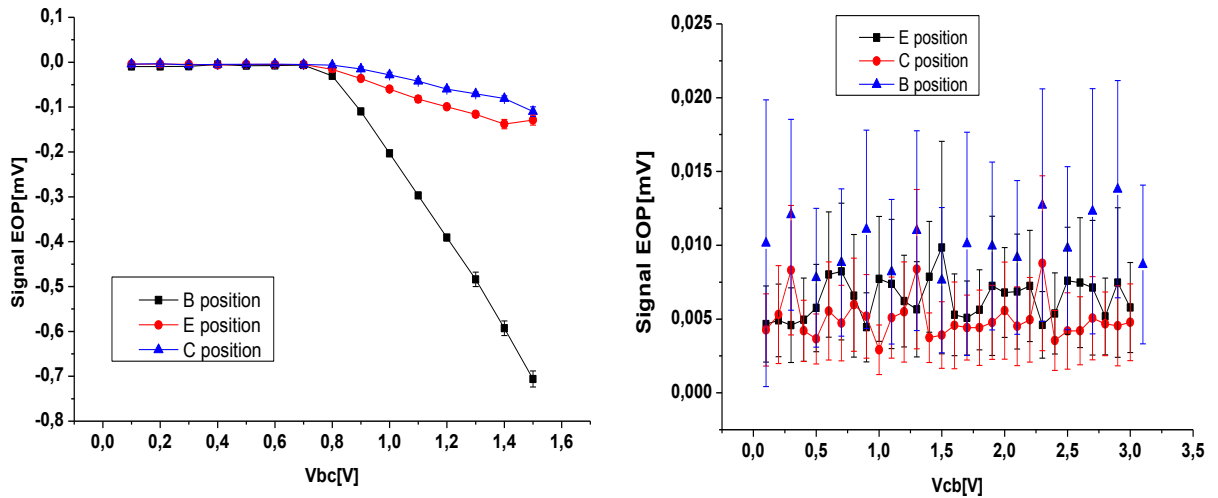 0,1
0,0
-0,1
-0,2
-0,3
-0,4
-0,5
-0,6
-0,7
-0,8
Signal EOP[mV]
B position
E position
C position
0,0 0,2 0,4 0,6 0,8 1,0 1,2 1,4 1,6
Vbc[V]
0,025
0,020
0,015
0,010
0,005
0,000
Signal EOP[mV]
E position
C position
B position
0,0 0,5 1,0 1,5 2,0 2,5 3,0 3,5
Vcb[V]